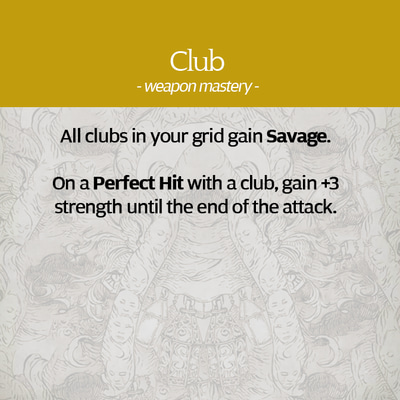 Club
- weapon mastery -
All clubs in your grid gain Savage.
On a Perfect Hit with a club, gain +3
strength until the end of the attack.